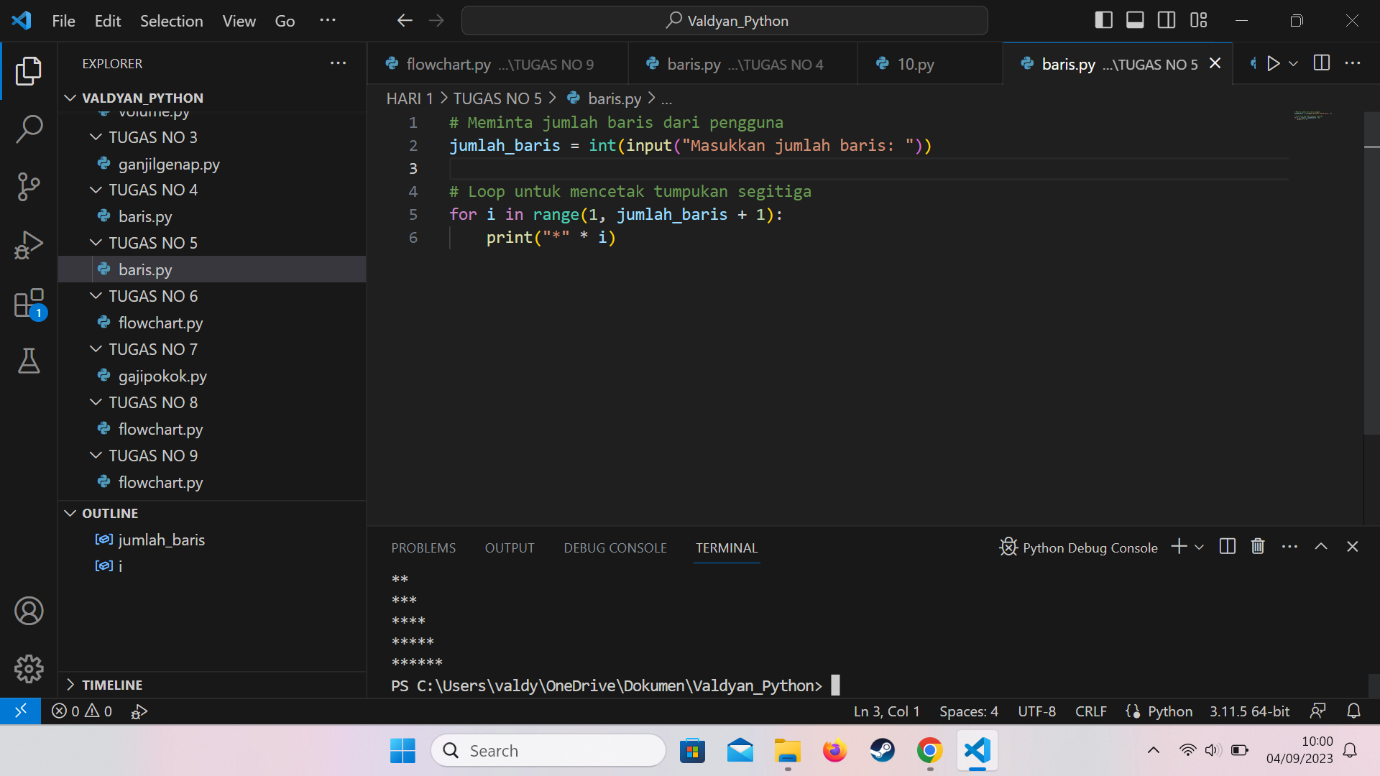 File Edit Selection View Go ··· Valdyan_Python
EXPLORER ···
VALDYAN_PYTHON
volume.py
TUGAS NO 3
ganjilgenap.py
TUGAS NO 4
baris.py
TUGAS NO 5
baris.py
TUGAS NO 6
flowchart.py
TUGAS NO 7
gajipokok.py
TUGAS NO 8
flowchart.py
TUGAS NO 9
flowchart.py
OUTLINE
jumlah_baris
i
TIMELINE
1
flowchart.py ...\TUGAS NO 9 baris.py ...\TUGAS NO 4 10.py baris.py ...\TUGAS NO 5
HARI 1 > TUGAS NO 5 > baris.py > ...
1 # Meminta jumlah baris dari pengguna
2 jumlah_baris = int(input("Masukkan jumlah baris: "))
3
4 # Loop untuk mencetak tumpukan segitiga
5 for i in range(1, jumlah_baris + 1):
6 print("*" * i)
PROBLEMS OUTPUT DEBUG CONSOLE TERMINAL Python Debug Console
**
***
****
*****
******
PS C:\Users\valdy\OneDrive\Dokumen\Valdyan_Python>
0 0 Ln 3, Col 1 Spaces: 4 UTF-8 CRLF Python 3.11.5 64-bit
Search 10:00
04/09/2023